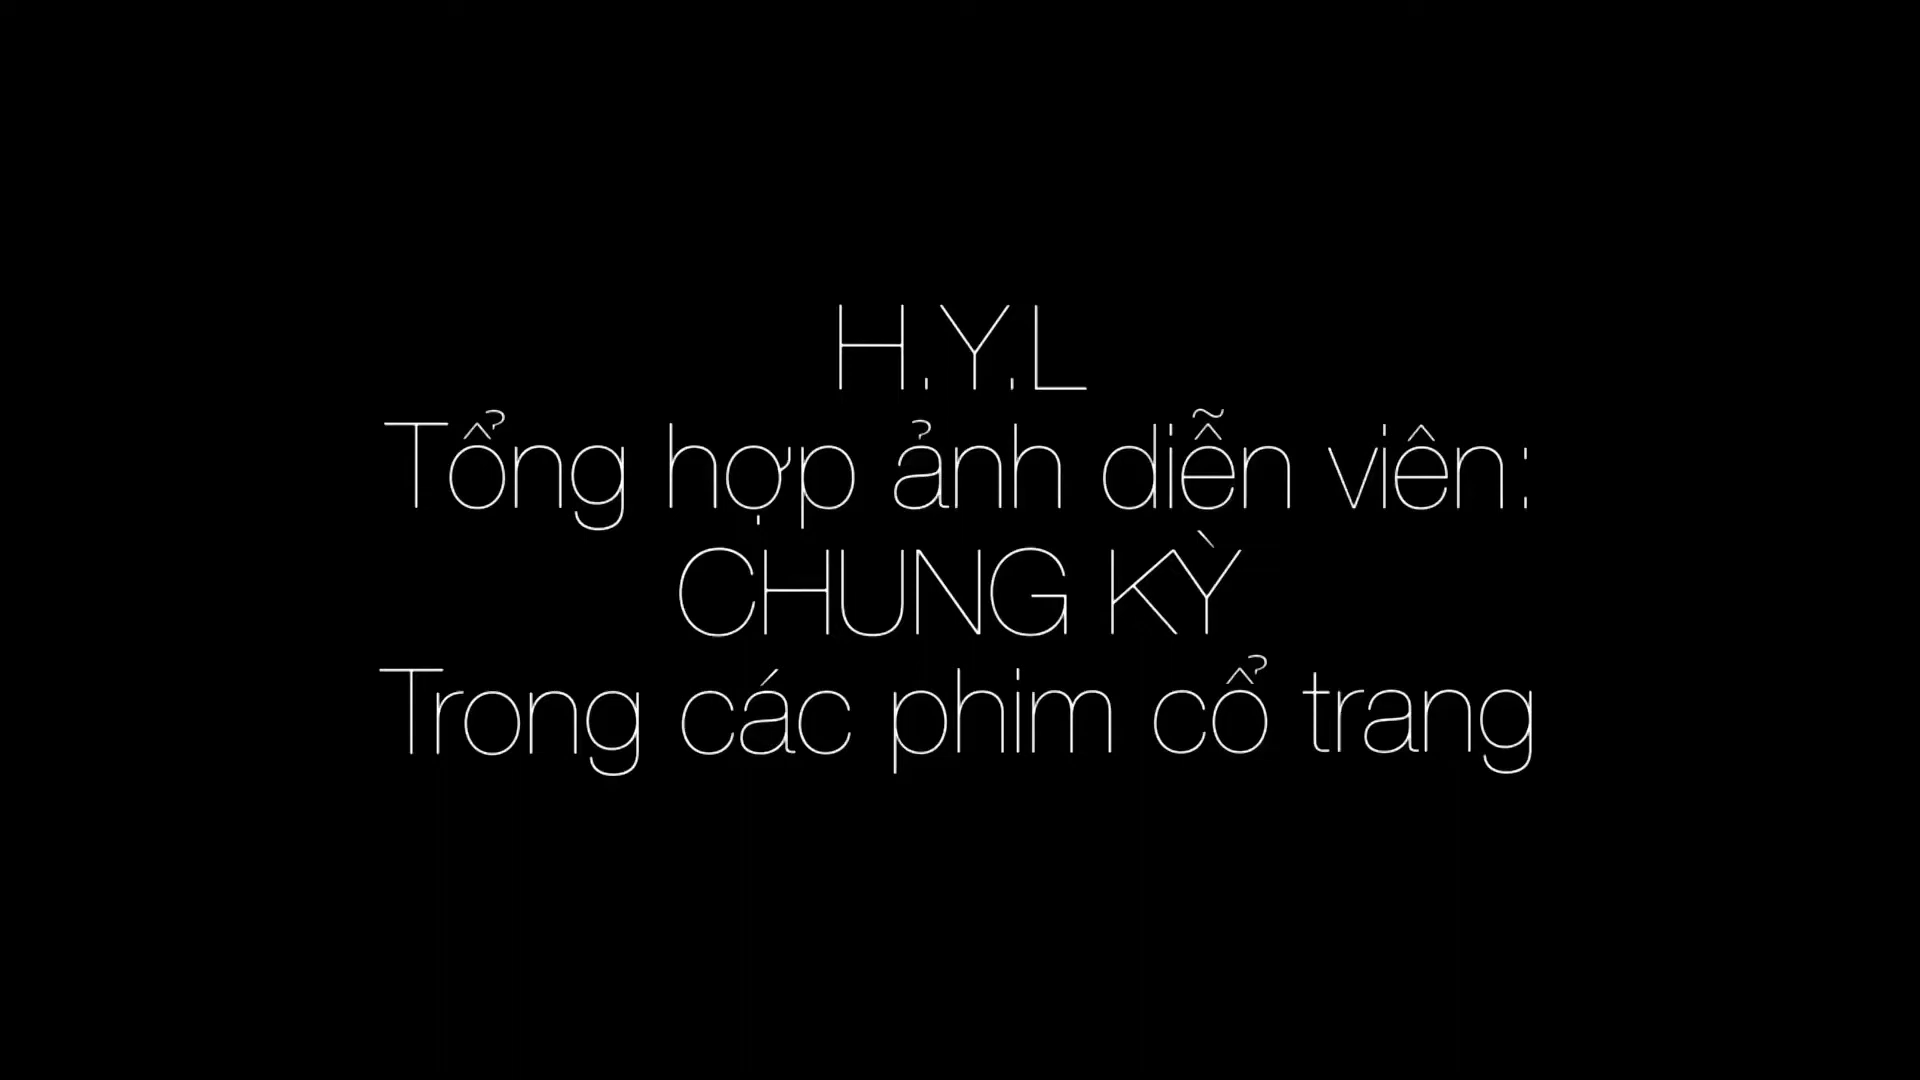 H.Y.L
Tổng hợp ảnh diễn viên:
CHUNG KỲ
Trong các phim cổ trang